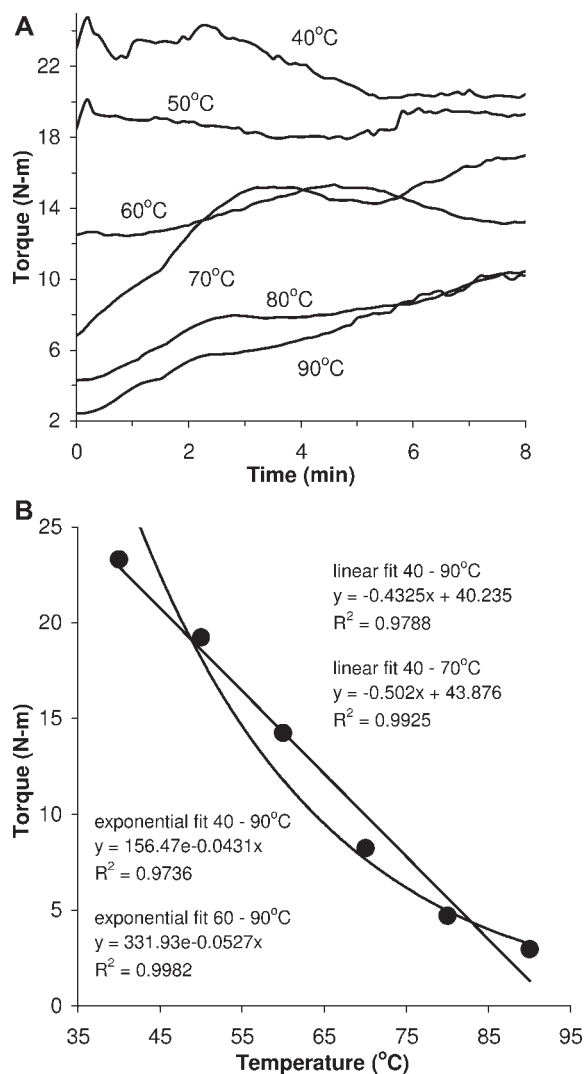 A
Torque (N-m)
22
18
14
10
6
2
40°C
50°C
60°C
70°C
80°C
90°C
0 2 4 6 8
Time (min)
B
Torque (N-m)
25
20
15
10
5
0
linear fit 40 - 90°C
y = -0.4325x + 40.235
R² = 0.9788
linear fit 40 - 70°C
y = -0.502x + 43.876
R² = 0.9925
exponential fit 40 - 90°C
y = 156.47e-0.0431x
R² = 0.9736
exponential fit 60 - 90°C
y = 331.93e-0.0527x
R² = 0.9982
35 45 55 65 75 85 95
Temperature (°C)